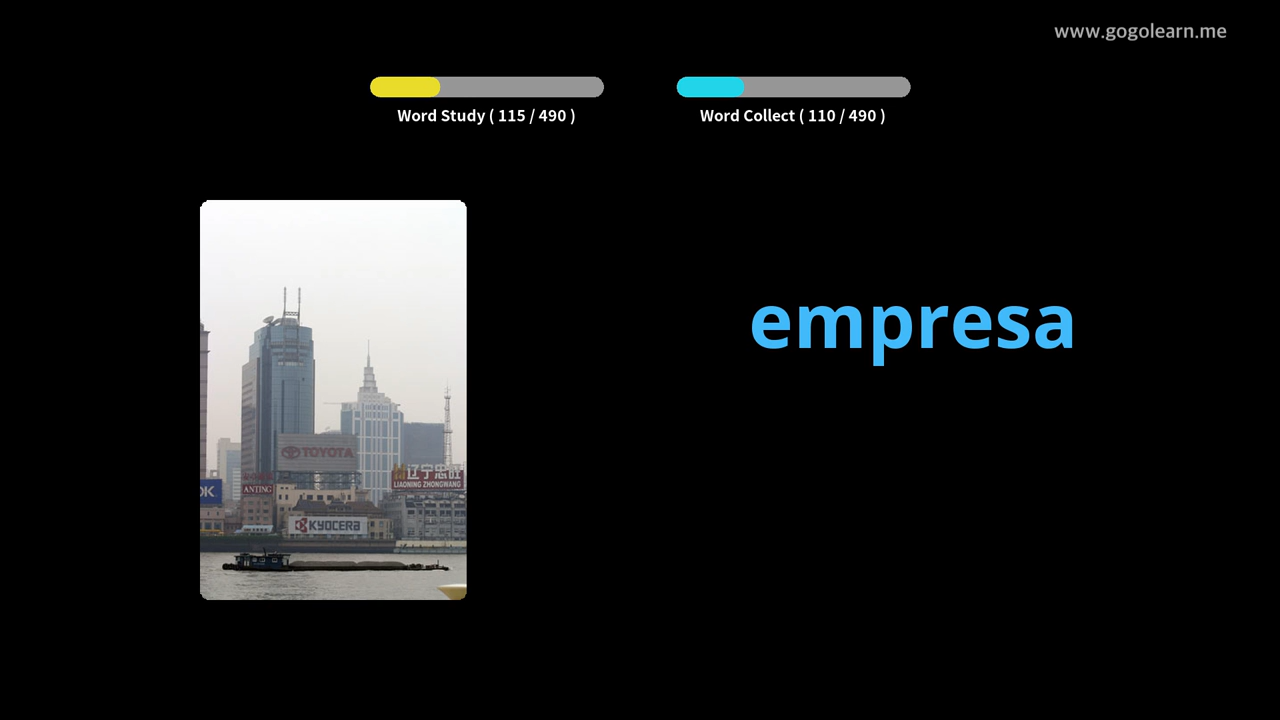 www.gogolearn.me
Word Study ( 115 / 490 )
Word Collect ( 110 / 490 )
empresa
TOYOTA
辽宁忠旺
LIAONING ZHONGWANG
ANTING
OK
KYOCERA